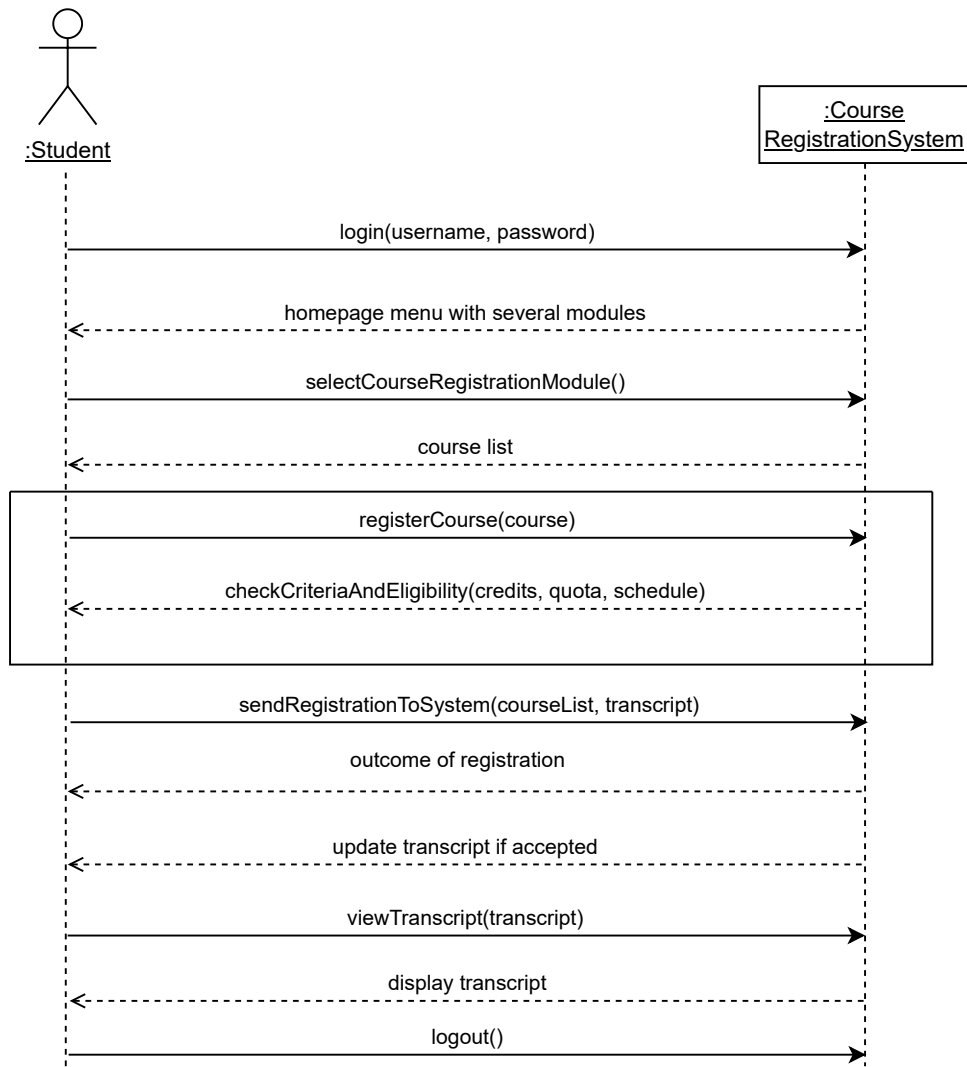 :Student
:Course
RegistrationSystem
login(username, password)
homepage menu with several modules
selectCourseRegistrationModule()
course list
registerCourse(course)
checkCriteriaAndEligibility(credits, quota, schedule)
sendRegistrationToSystem(courseList, transcript)
outcome of registration
update transcript if accepted
viewTranscript(transcript)
display transcript
logout()